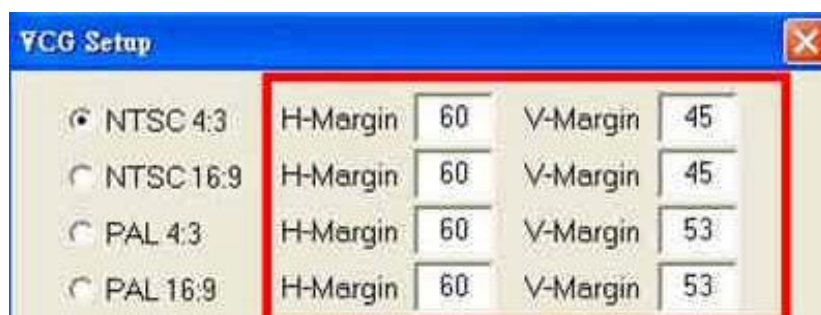 VCG Setup
NTSC 4:3 H-Margin 60 V-Margin 45
NTSC 16:9 H-Margin 60 V-Margin 45
PAL 4:3 H-Margin 60 V-Margin 53
PAL 16:9 H-Margin 60 V-Margin 53